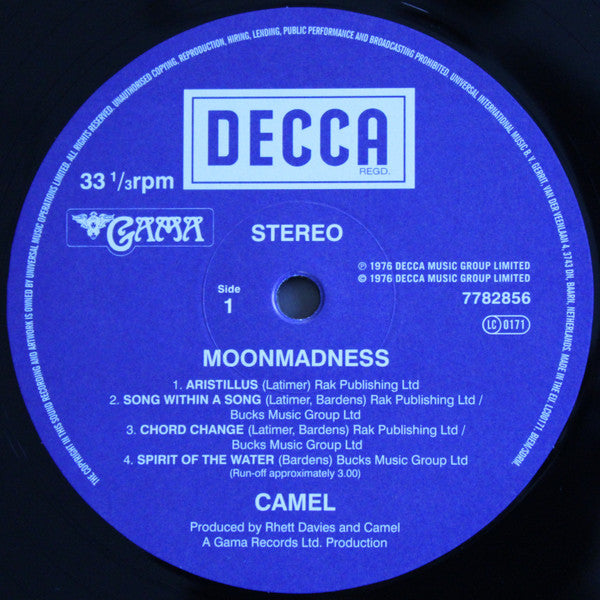 DECCA
REGD.
33 1/3rpm
GAMA
STEREO
℗ 1976 DECCA MUSIC GROUP LIMITED
© 1976 DECCA MUSIC GROUP LIMITED
Side
1
7782856
LC 0171
MOONMADNESS
1. ARISTILLUS (Latimer) Rak Publishing Ltd
2. SONG WITHIN A SONG (Latimer, Bardens) Rak Publishing Ltd /
Bucks Music Group Ltd
3. CHORD CHANGE (Latimer, Bardens) Rak Publishing Ltd /
Bucks Music Group Ltd
4. SPIRIT OF THE WATER (Bardens) Bucks Music Group Ltd
(Run-off approximately 3.00)
CAMEL
Produced by Rhett Davies and Camel
A Gama Records Ltd. Production
THE COPYRIGHT IN THIS SOUND RECORDING AND ARTWORK IS OWNED BY UNIVERSAL MUSIC OPERATIONS LIMITED. ALL RIGHTS RESERVED. UNAUTHORISED COPYING, REPRODUCTION, HIRING, LENDING, PUBLIC PERFORMANCE AND BROADCASTING PROHIBITED. UNIVERSAL INTERNATIONAL MUSIC B. V. GERRIT, VAN DER VEENLAAN 4, 3743 DN, BAARN, NETHERLANDS. MADE IN THE EU. LC00171. BIEM/SDRM.